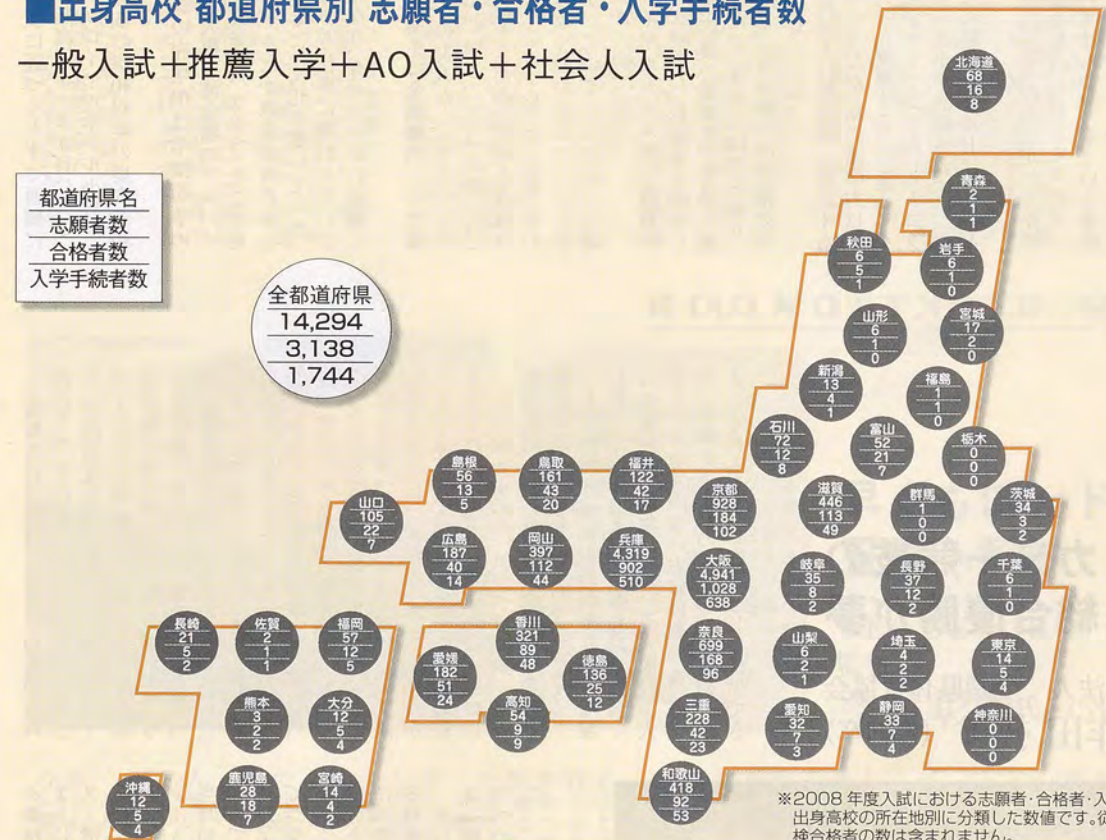 ■出身高校 都道府県別 志願者・合格者・入学手続者数
一般入試＋推薦入学＋AO入試＋社会人入試
都道府県名
志願者数
合格者数
入学手続者数
全都道府県
14,294
3,138
1,744
北海道
68
16
8
青森
2
1
1
秋田
6
5
1
岩手
6
1
0
山形
6
1
0
宮城
17
2
0
新潟
13
4
1
福島
1
1
0
石川
72
12
8
富山
52
21
7
栃木
0
0
0
島根
56
13
5
鳥取
161
43
20
福井
122
42
17
京都
928
184
102
滋賀
446
113
49
群馬
1
0
0
茨城
34
3
2
山口
105
22
7
広島
187
40
14
岡山
397
112
44
兵庫
4,319
902
510
大阪
4,941
1,028
638
岐阜
35
8
2
長野
37
12
2
千葉
6
1
0
長崎
21
5
2
佐賀
2
1
1
福岡
57
12
5
香川
321
89
48
愛媛
182
51
24
徳島
136
25
12
高知
54
9
9
奈良
699
168
96
山梨
6
2
1
埼玉
4
2
2
東京
14
5
4
熊本
3
2
2
大分
12
5
4
三重
228
42
23
愛知
32
7
3
静岡
33
7
4
神奈川
0
0
0
沖縄
12
5
4
鹿児島
28
18
7
宮崎
14
4
2
和歌山
418
92
53
※2008 年度入試における志願者・合格者・入
出身高校の所在地別に分類した数値です。従
検合格者の数は含まれません。